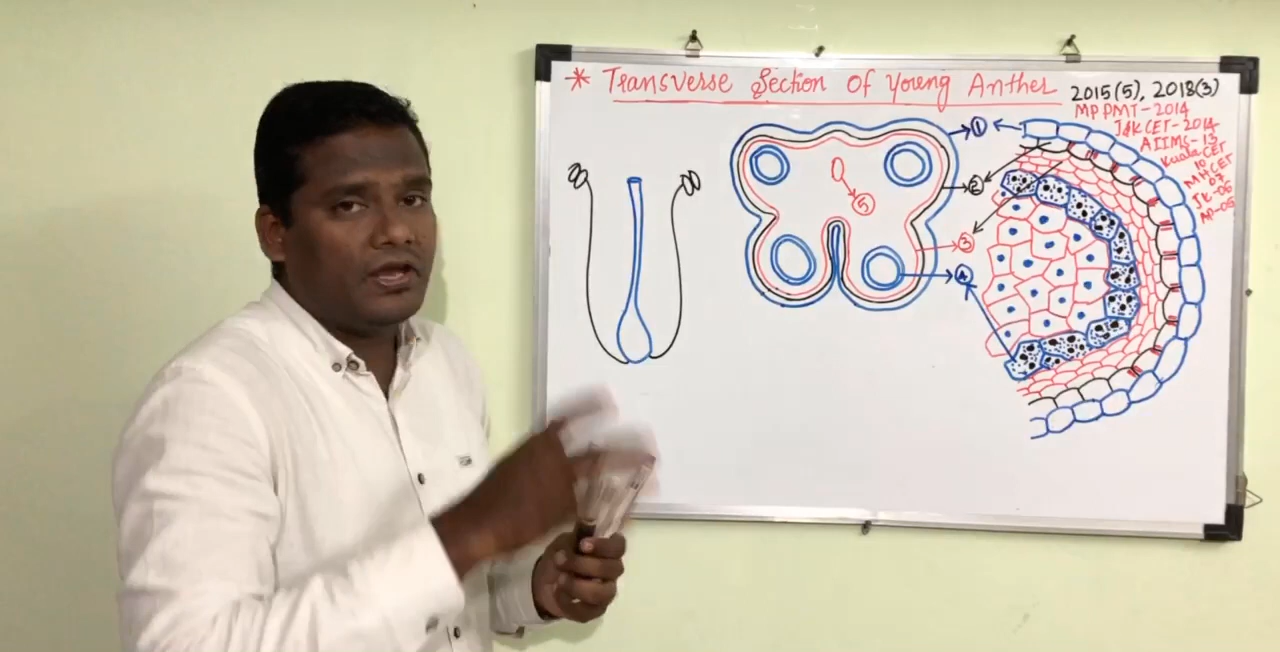 * Transverse Section Of Young Anther
2015(5), 2018(3)
MP PMT-2014
J&K CET-2014
AIIMS-13
Kerala CET
10
MHCET
07
JK-06
AP-05
1
2
3
4
5